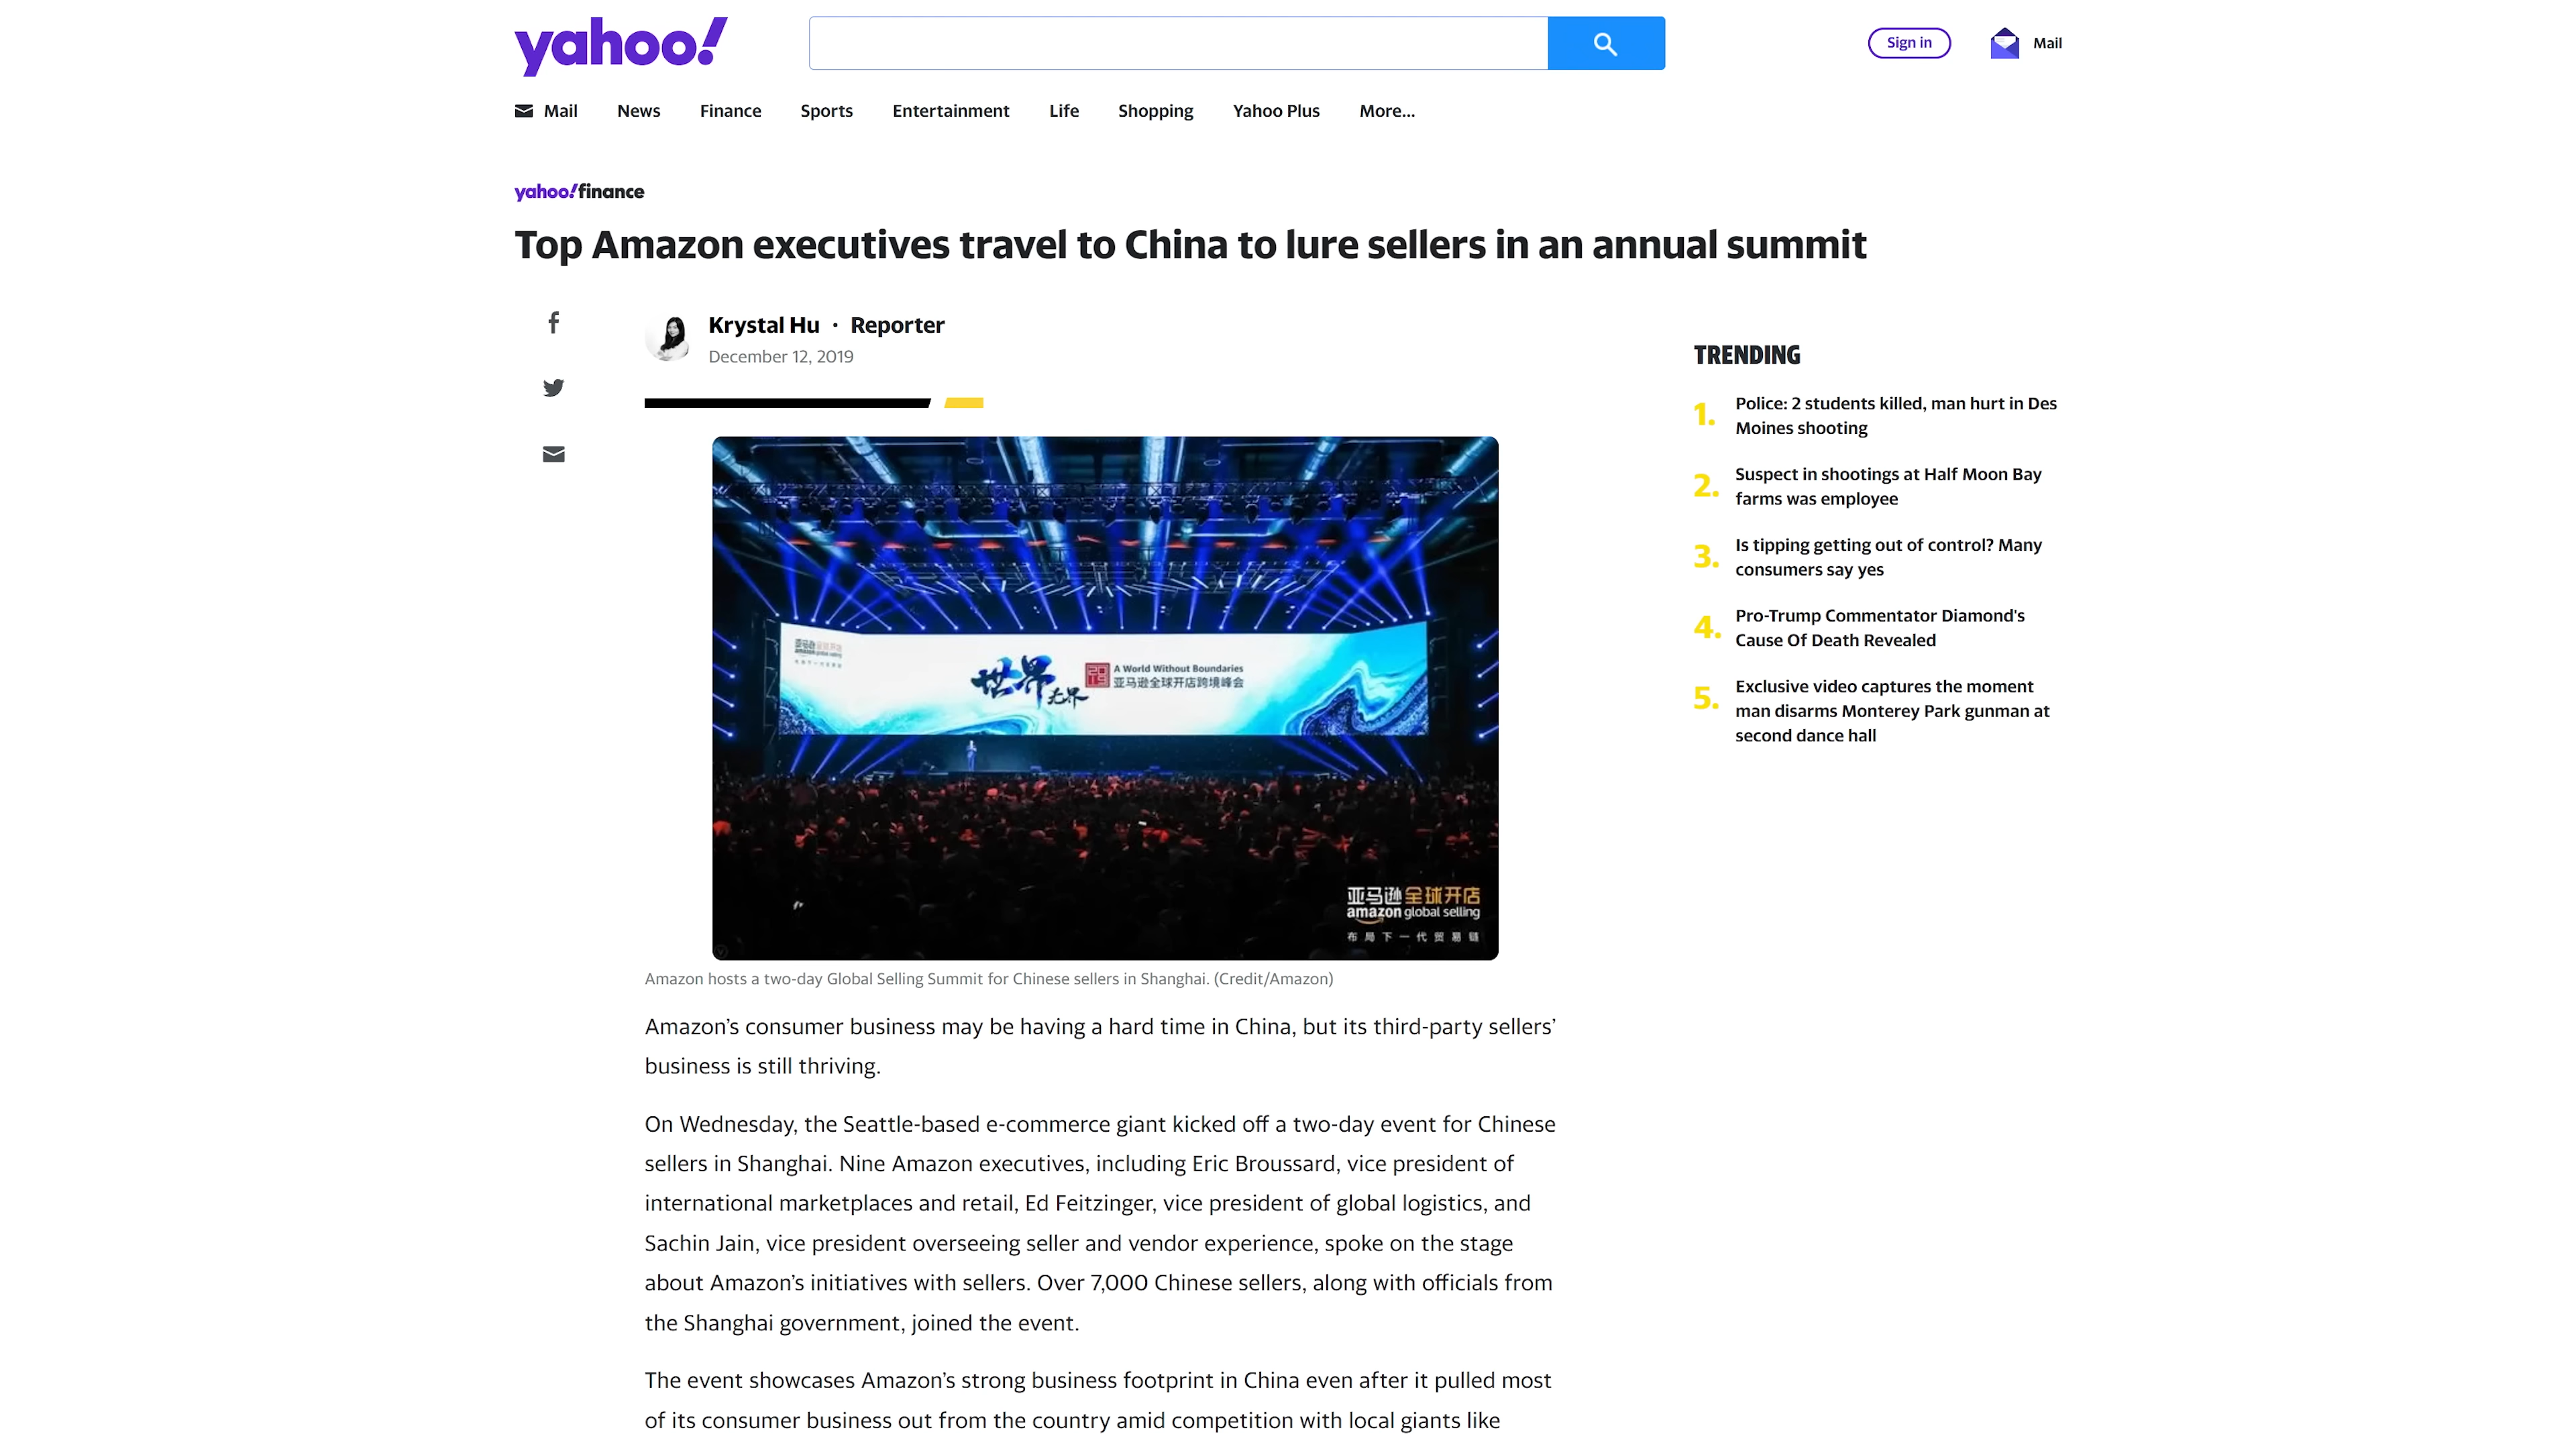 yahoo!
Sign in
Mail
Mail
News
Finance
Sports
Entertainment
Life
Shopping
Yahoo Plus
More...
yahoo!finance
Top Amazon executives travel to China to lure sellers in an annual summit
Krystal Hu · Reporter
December 12, 2019
亚马逊全球开店
amazon global selling
世界
无界
2019
A World Without Boundaries
亚马逊全球开店跨境峰会
亚马逊全球开店
amazon global selling
布局下一代贸易链
Amazon hosts a two-day Global Selling Summit for Chinese sellers in Shanghai. (Credit/Amazon)
Amazon’s consumer business may be having a hard time in China, but its third-party sellers’
business is still thriving.
On Wednesday, the Seattle-based e-commerce giant kicked off a two-day event for Chinese
sellers in Shanghai. Nine Amazon executives, including Eric Broussard, vice president of
international marketplaces and retail, Ed Feitzinger, vice president of global logistics, and
Sachin Jain, vice president overseeing seller and vendor experience, spoke on the stage
about Amazon’s initiatives with sellers. Over 7,000 Chinese sellers, along with officials from
the Shanghai government, joined the event.
The event showcases Amazon’s strong business footprint in China even after it pulled most
of its consumer business out from the country amid competition with local giants like
TRENDING
1. Police: 2 students killed, man hurt in Des
Moines shooting
2. Suspect in shootings at Half Moon Bay
farms was employee
3. Is tipping getting out of control? Many
consumers say yes
4. Pro-Trump Commentator Diamond's
Cause Of Death Revealed
5. Exclusive video captures the moment
man disarms Monterey Park gunman at
second dance hall